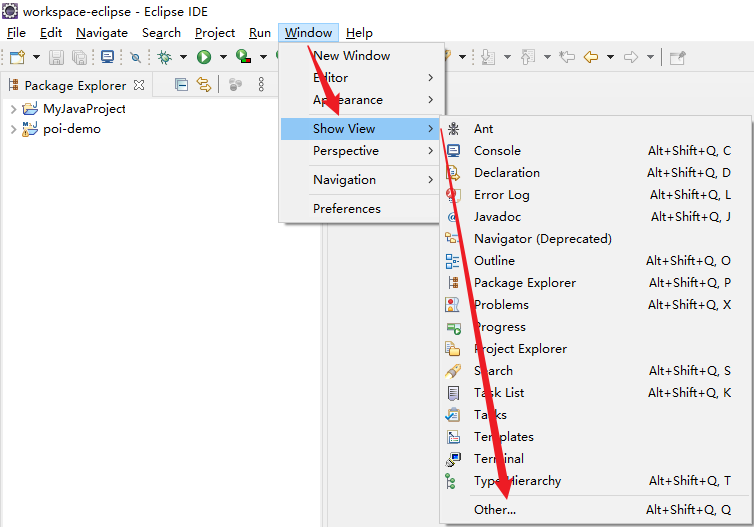 workspace-eclipse - Eclipse IDE
File Edit Navigate Search Project Run Window Help
Package Explorer
MyJavaProject
poi-demo
New Window
Editor
Appearance
Show View
Perspective
Navigation
Preferences
Ant
Console Alt+Shift+Q, C
Declaration Alt+Shift+Q, D
Error Log Alt+Shift+Q, L
Javadoc Alt+Shift+Q, J
Navigator (Deprecated)
Outline Alt+Shift+Q, O
Package Explorer Alt+Shift+Q, P
Problems Alt+Shift+Q, X
Progress
Project Explorer
Search Alt+Shift+Q, S
Task List Alt+Shift+Q, K
Tasks
Templates
Terminal
Type Hierarchy Alt+Shift+Q, T
Other... Alt+Shift+Q, Q